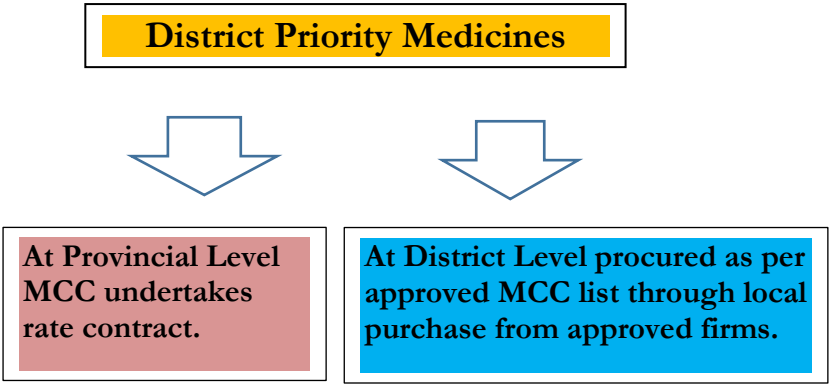 District Priority Medicines
At Provincial Level
MCC undertakes
rate contract.
At District Level procured as per
approved MCC list through local
purchase from approved firms.